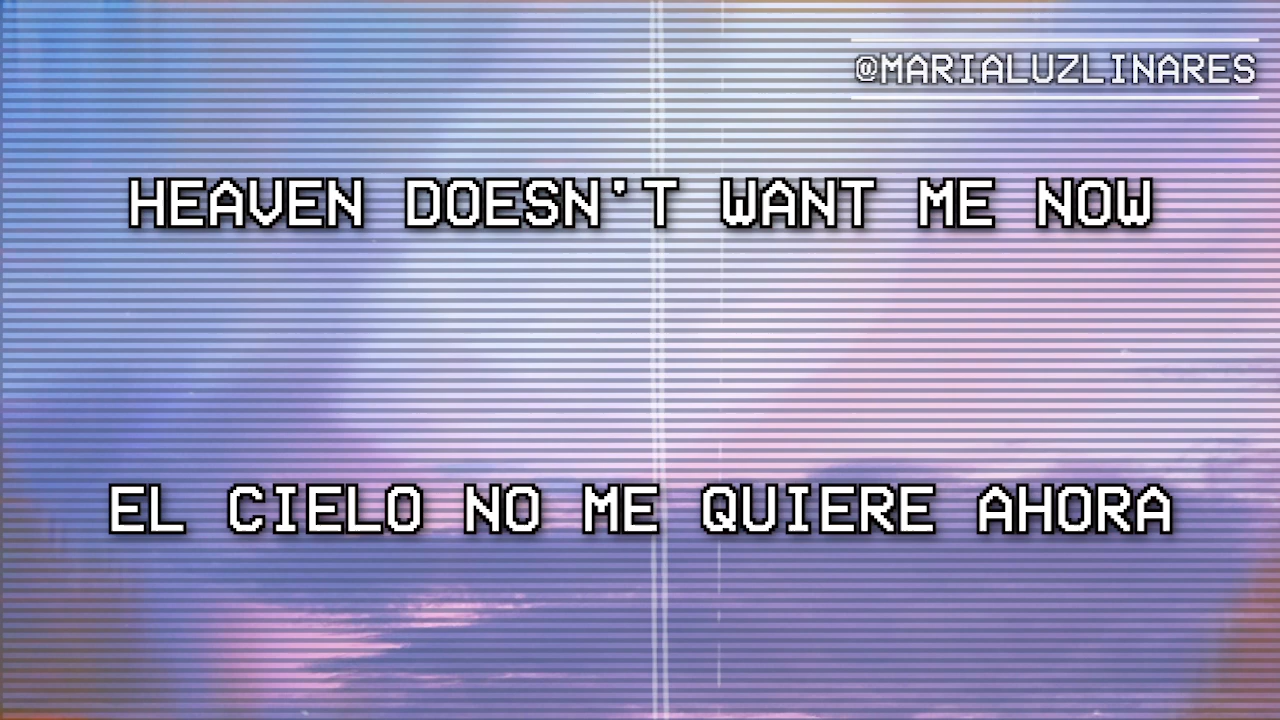 @MARIALUZLINARES
HEAVEN DOESN'T WANT ME NOW
EL CIELO NO ME QUIERE AHORA